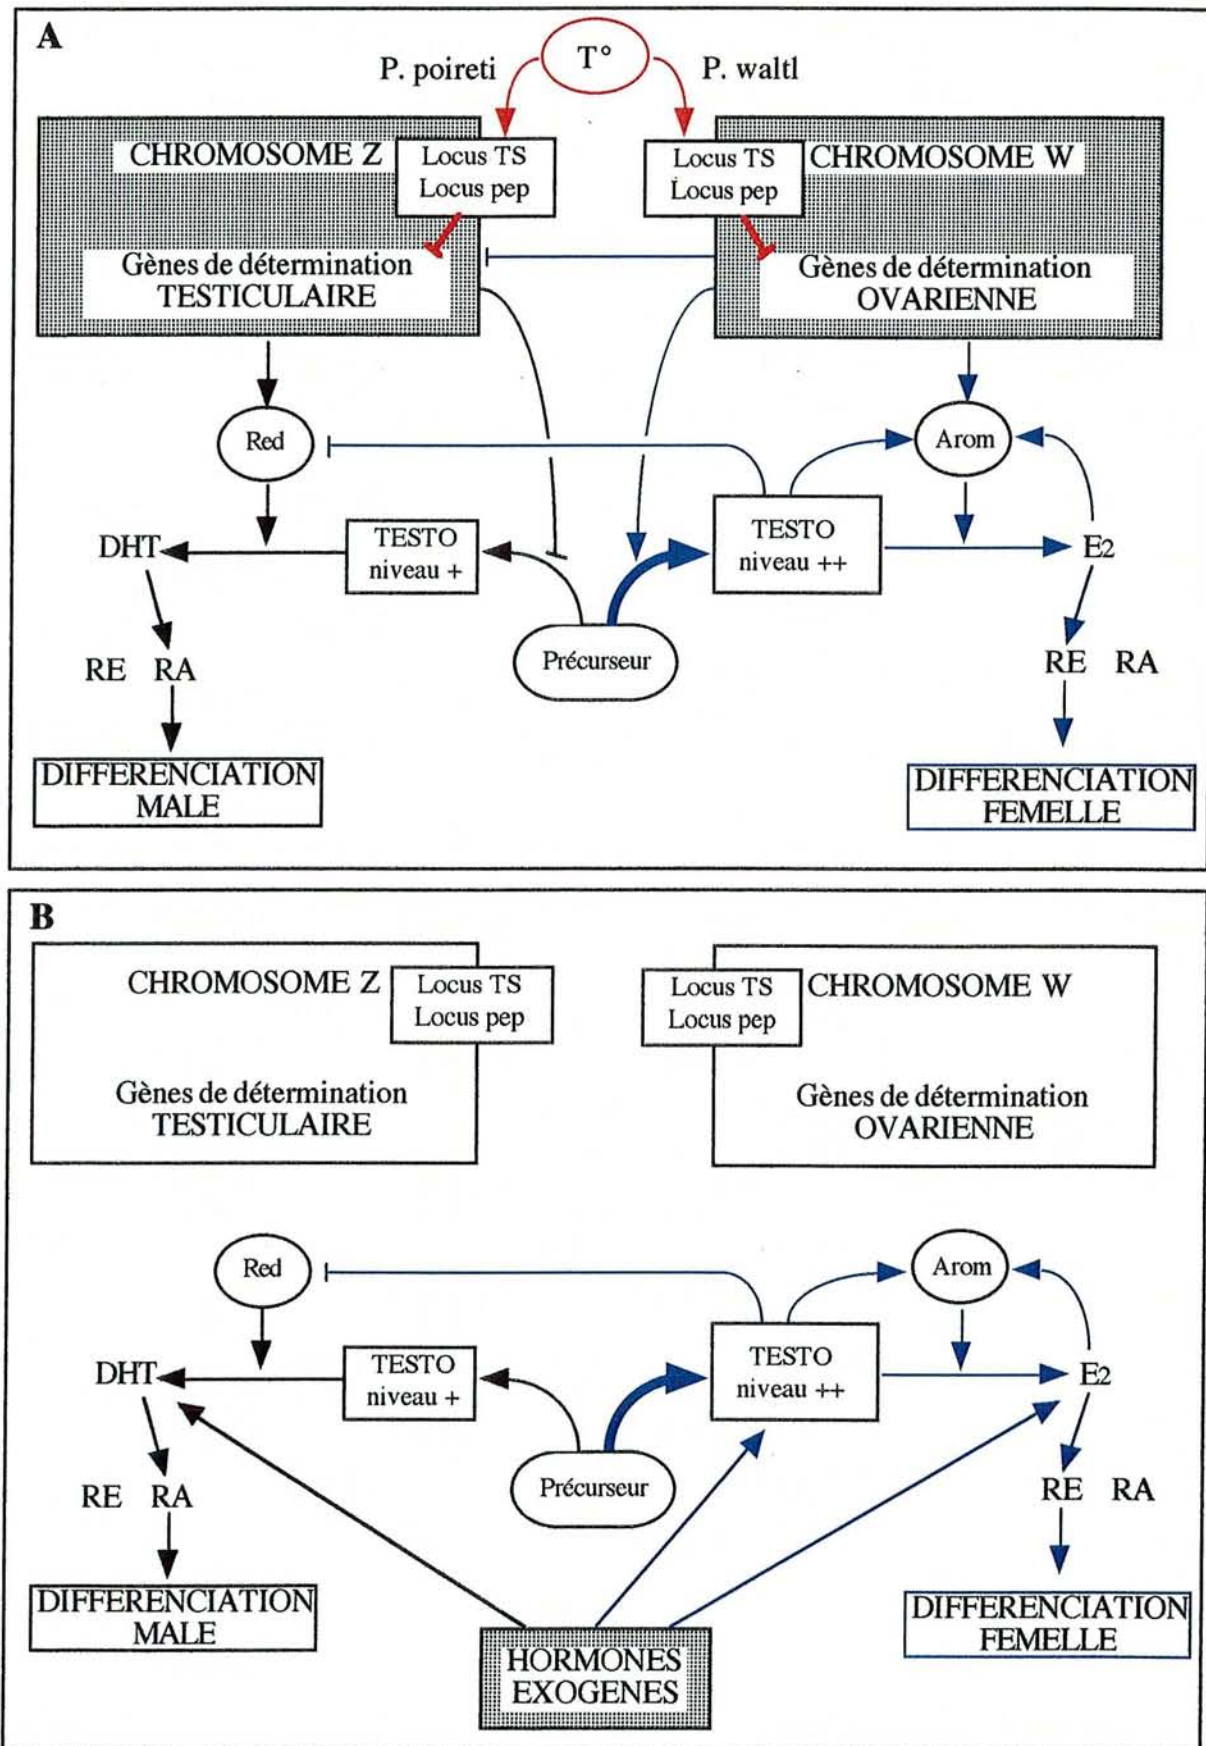 A
T°
P. poireti
P. waltl
CHROMOSOME Z
Locus TS
Locus pep
Locus TS
Locus pep
CHROMOSOME W
Gènes de détermination
TESTICULAIRE
Gènes de détermination
OVARIENNE
Red
Arom
DHT
TESTO
niveau +
TESTO
niveau ++
E2
Précurseur
RE RA
RE RA
DIFFERENCIATION
MALE
DIFFERENCIATION
FEMELLE
B
CHROMOSOME Z
Locus TS
Locus pep
Locus TS
Locus pep
CHROMOSOME W
Gènes de détermination
TESTICULAIRE
Gènes de détermination
OVARIENNE
Red
Arom
DHT
TESTO
niveau +
TESTO
niveau ++
E2
Précurseur
RE RA
RE RA
DIFFERENCIATION
MALE
DIFFERENCIATION
FEMELLE
HORMONES
EXOGENES